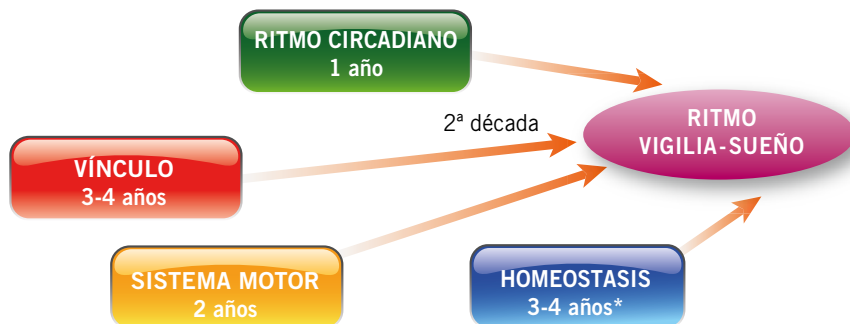 RITMO CIRCADIANO
1 año
2ª década
RITMO
VIGILIA-SUEÑO
VÍNCULO
3-4 años
SISTEMA MOTOR
2 años
HOMEOSTASIS
3-4 años*